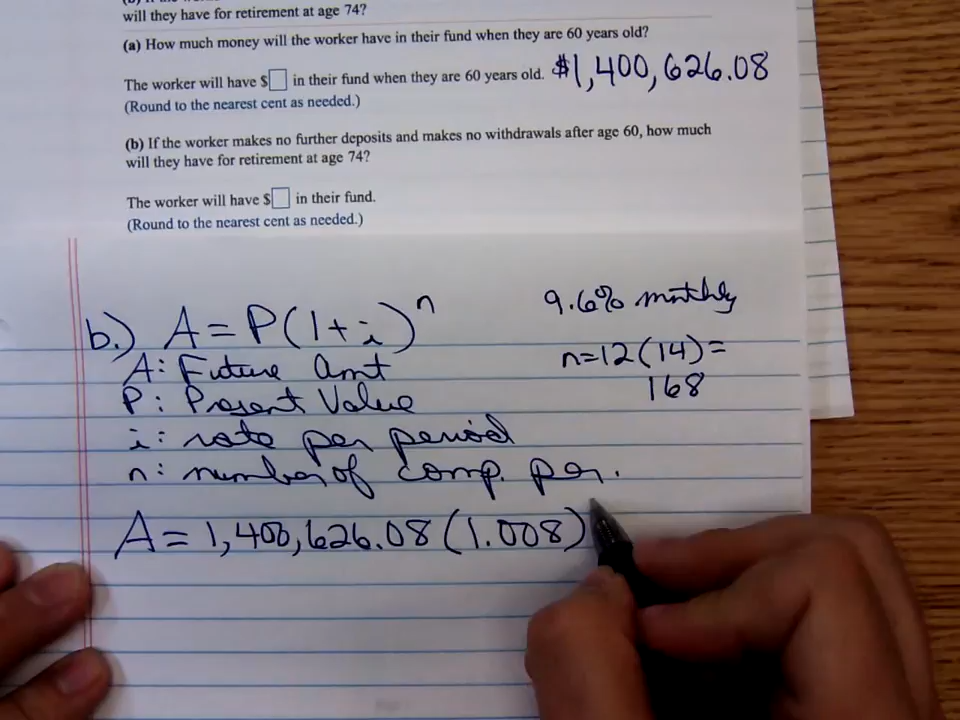 will they have for retirement at age 74?
(a) How much money will the worker have in their fund when they are 60 years old?
The worker will have $ in their fund when they are 60 years old. $1,400,626.08
(Round to the nearest cent as needed.)
(b) If the worker makes no further deposits and makes no withdrawals after age 60, how much
will they have for retirement at age 74?
The worker will have $ in their fund.
(Round to the nearest cent as needed.)
9.6% monthly
b.) A = P(1+i)^n
n=12(14)=
168
A: Future Amt
P: Present Value
i: rate per period
n: number of comp. per.
A = 1,400,626.08(1.008)